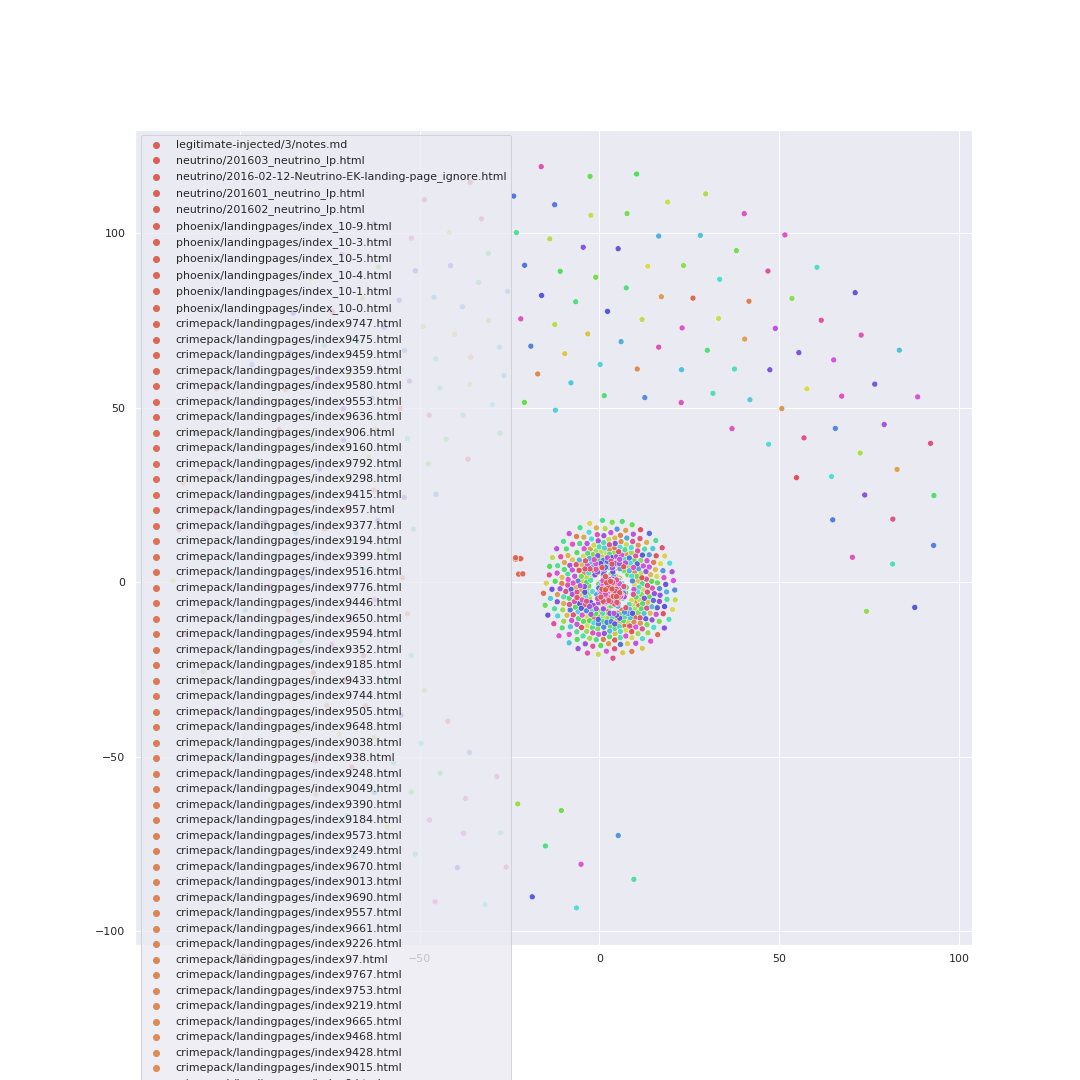 legitimate-injected/3/notes.md
neutrino/201603_neutrino_lp.html
neutrino/2016-02-12-Neutrino-EK-landing-page_ignore.html
neutrino/201601_neutrino_lp.html
neutrino/201602_neutrino_lp.html
phoenix/landingpages/index_10-9.html
phoenix/landingpages/index_10-3.html
phoenix/landingpages/index_10-5.html
phoenix/landingpages/index_10-4.html
phoenix/landingpages/index_10-1.html
phoenix/landingpages/index_10-0.html
crimepack/landingpages/index9747.html
crimepack/landingpages/index9475.html
crimepack/landingpages/index9459.html
crimepack/landingpages/index9359.html
crimepack/landingpages/index9580.html
crimepack/landingpages/index9553.html
crimepack/landingpages/index9636.html
crimepack/landingpages/index906.html
crimepack/landingpages/index9160.html
crimepack/landingpages/index9792.html
crimepack/landingpages/index9298.html
crimepack/landingpages/index9415.html
crimepack/landingpages/index957.html
crimepack/landingpages/index9377.html
crimepack/landingpages/index9194.html
crimepack/landingpages/index9399.html
crimepack/landingpages/index9516.html
crimepack/landingpages/index9776.html
crimepack/landingpages/index9446.html
crimepack/landingpages/index9650.html
crimepack/landingpages/index9594.html
crimepack/landingpages/index9352.html
crimepack/landingpages/index9185.html
crimepack/landingpages/index9433.html
crimepack/landingpages/index9744.html
crimepack/landingpages/index9505.html
crimepack/landingpages/index9648.html
crimepack/landingpages/index9038.html
crimepack/landingpages/index938.html
crimepack/landingpages/index9248.html
crimepack/landingpages/index9049.html
crimepack/landingpages/index9390.html
crimepack/landingpages/index9184.html
crimepack/landingpages/index9573.html
crimepack/landingpages/index9249.html
crimepack/landingpages/index9670.html
crimepack/landingpages/index9013.html
crimepack/landingpages/index9690.html
crimepack/landingpages/index9557.html
crimepack/landingpages/index9661.html
crimepack/landingpages/index9226.html
crimepack/landingpages/index97.html
crimepack/landingpages/index9767.html
crimepack/landingpages/index9753.html
crimepack/landingpages/index9219.html
crimepack/landingpages/index9665.html
crimepack/landingpages/index9468.html
crimepack/landingpages/index9428.html
crimepack/landingpages/index9015.html
100
50
0
−50
−100
−50
0
50
100